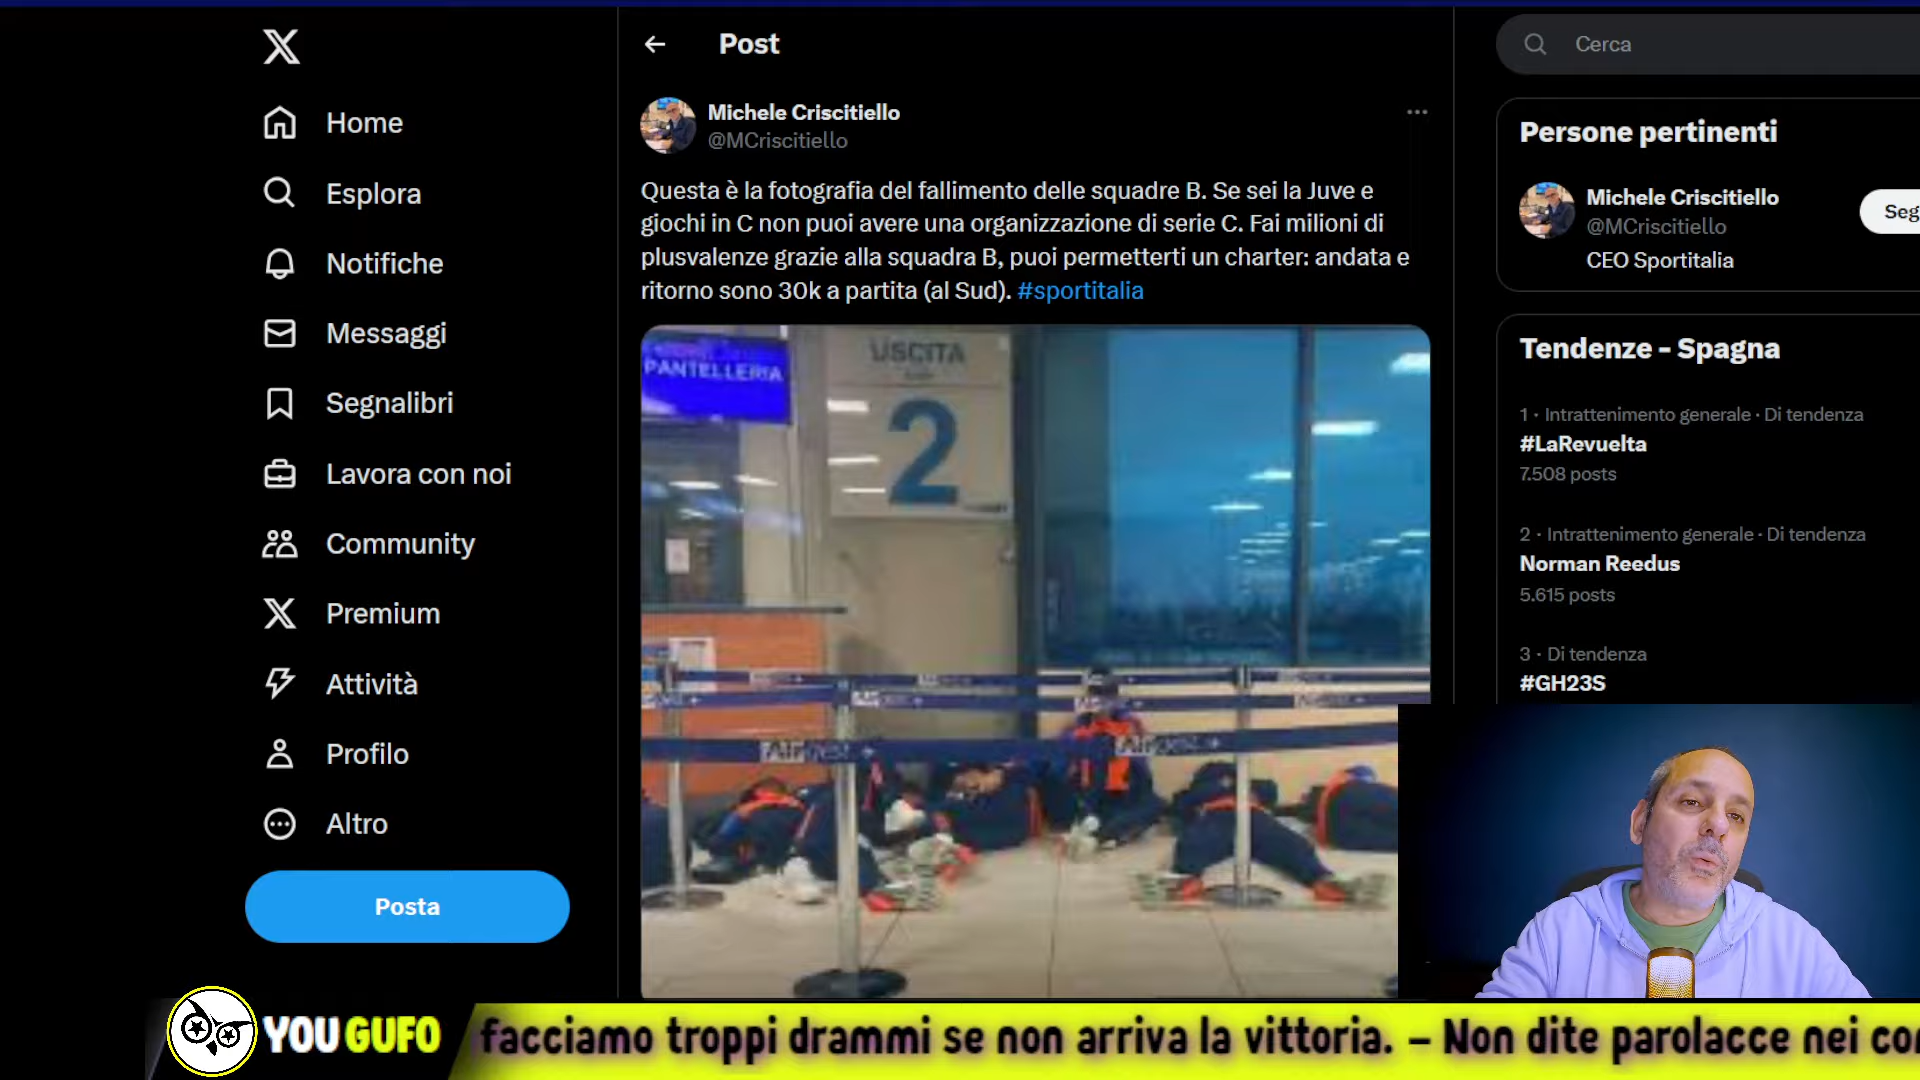 Home
Esplora
Notifiche
Messaggi
Segnalibri
Lavora con noi
Community
Premium
Attività
Profilo
Altro
Posta
Post
Michele Criscitiello
@MCriscitiello
Questa è la fotografia del fallimento delle squadre B. Se sei la Juve e
giochi in C non puoi avere una organizzazione di serie C. Fai milioni di
plusvalenze grazie alla squadra B, puoi permetterti un charter: andata e
ritorno sono 30k a partita (al Sud). #sportitalia
PANTELLERIA
USCITA
2
Airgest
Airgest
Cerca
Persone pertinenti
Michele Criscitiello
@MCriscitiello
CEO Sportitalia
Seg
Tendenze - Spagna
1 · Intrattenimento generale · Di tendenza
#LaRevuelta
7.508 posts
2 · Intrattenimento generale · Di tendenza
Norman Reedus
5.615 posts
3 · Di tendenza
#GH23S
YOU GUFO
facciamo troppi drammi se non arriva la vittoria. – Non dite parolacce nei co